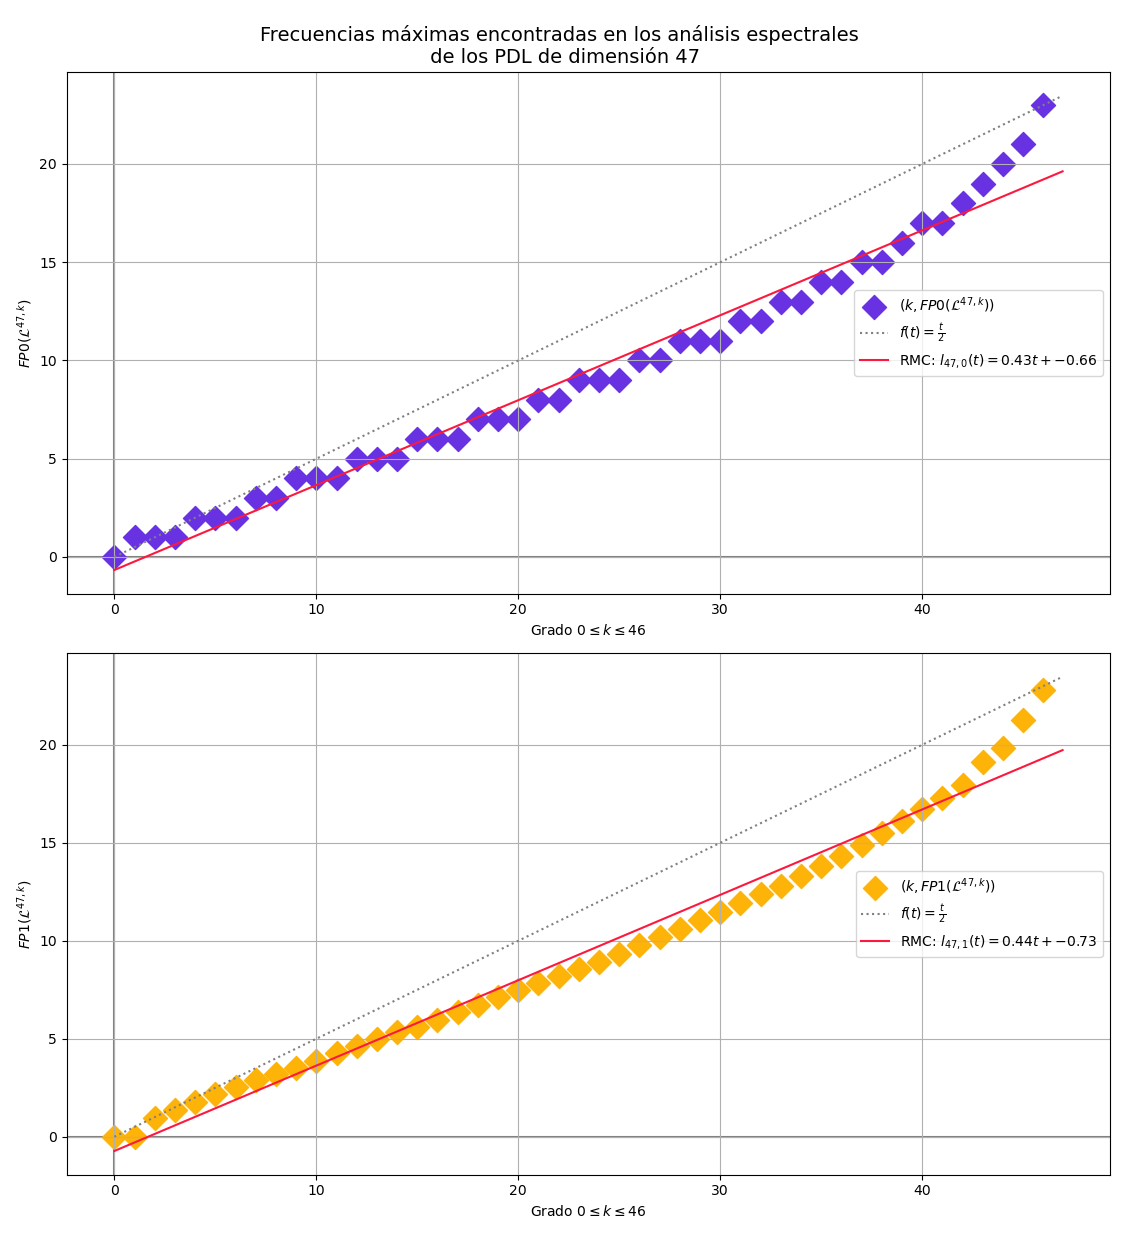 Frecuencias máximas encontradas en los análisis espectrales
de los PDL de dimensión 47
20
15
10
5
0
FP0(ℒ^{47,k})
(k, FP0(ℒ^{47,k}))
f(t) = t/2
RMC: l_{47,0}(t) = 0.43t + −0.66
0 10 20 30 40
Grado 0 ≤ k ≤ 46
20
15
10
5
0
FP1(ℒ^{47,k})
(k, FP1(ℒ^{47,k}))
f(t) = t/2
RMC: l_{47,1}(t) = 0.44t + −0.73
0 10 20 30 40
Grado 0 ≤ k ≤ 46